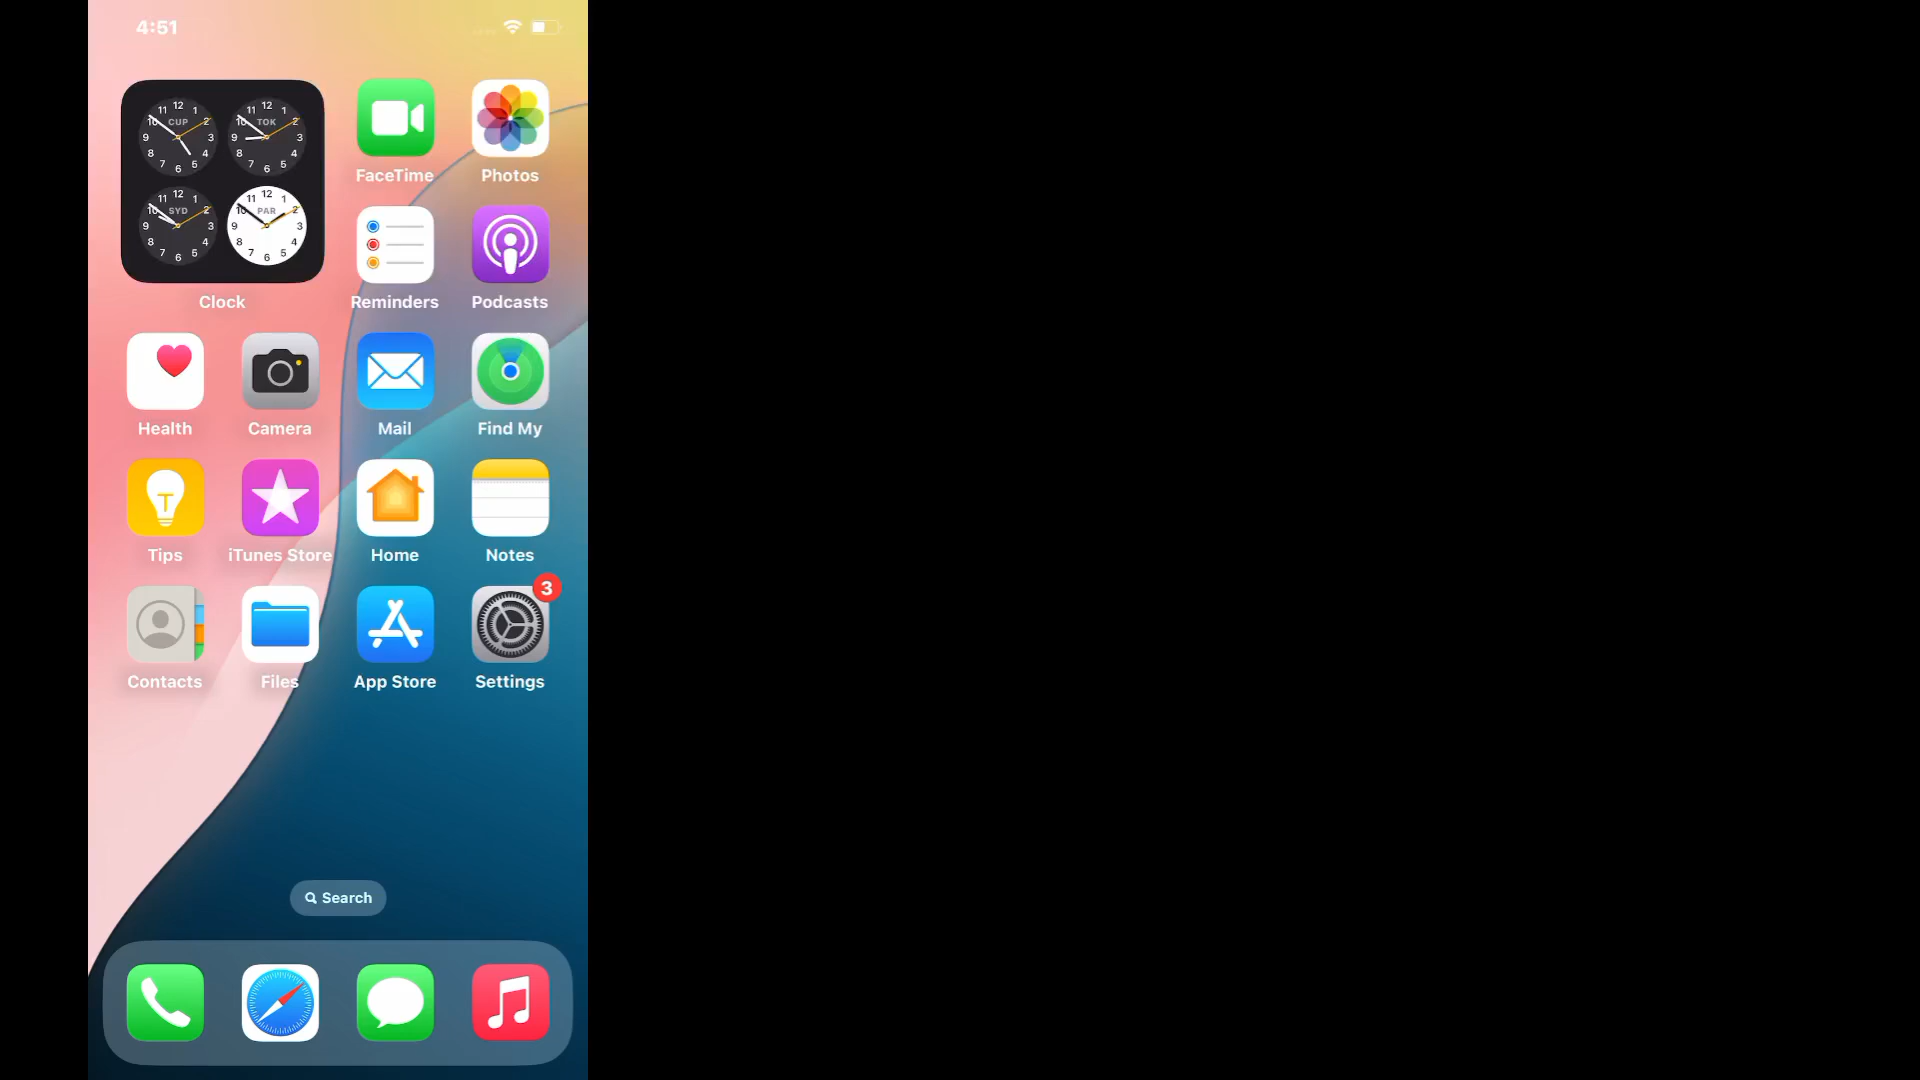 4:51
CUP
TOK
SYD
PAR
Clock
FaceTime
Photos
Reminders
Podcasts
Health
Camera
Mail
Find My
T
Tips
iTunes Store
Home
Notes
3
Contacts
Files
App Store
Settings
Search